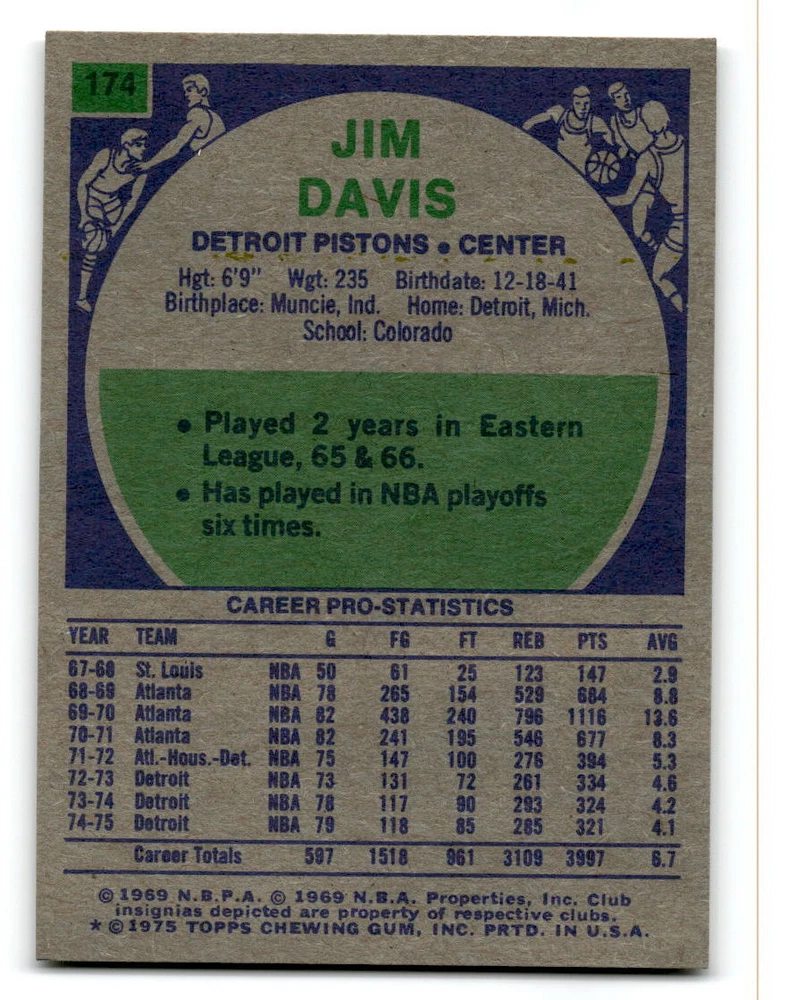 174
JIM
DAVIS
DETROIT PISTONS • CENTER
Hgt: 6'9" Wgt: 235 Birthdate: 12-18-41
Birthplace: Muncie, Ind. Home: Detroit, Mich.
School: Colorado
• Played 2 years in Eastern
League, 65 & 66.
• Has played in NBA playoffs
six times.
CAREER PRO-STATISTICS
YEAR TEAM G FG FT REB PTS AVG
67-68 St. Louis NBA 50 61 25 123 147 2.9
68-69 Atlanta NBA 78 265 154 529 684 8.8
69-70 Atlanta NBA 82 438 240 796 1116 13.6
70-71 Atlanta NBA 82 241 195 546 677 8.3
71-72 Atl.-Hous.-Det. NBA 75 147 100 276 394 5.3
72-73 Detroit NBA 73 131 72 261 334 4.6
73-74 Detroit NBA 78 117 90 293 324 4.2
74-75 Detroit NBA 79 118 85 285 321 4.1
Career Totals 597 1518 961 3109 3997 6.7
© 1969 N.B.P.A. © 1969 N.B.A. Properties, Inc. Club
insignias depicted are property of respective clubs.
* © 1975 TOPPS CHEWING GUM, INC. PRTD. IN U.S.A.